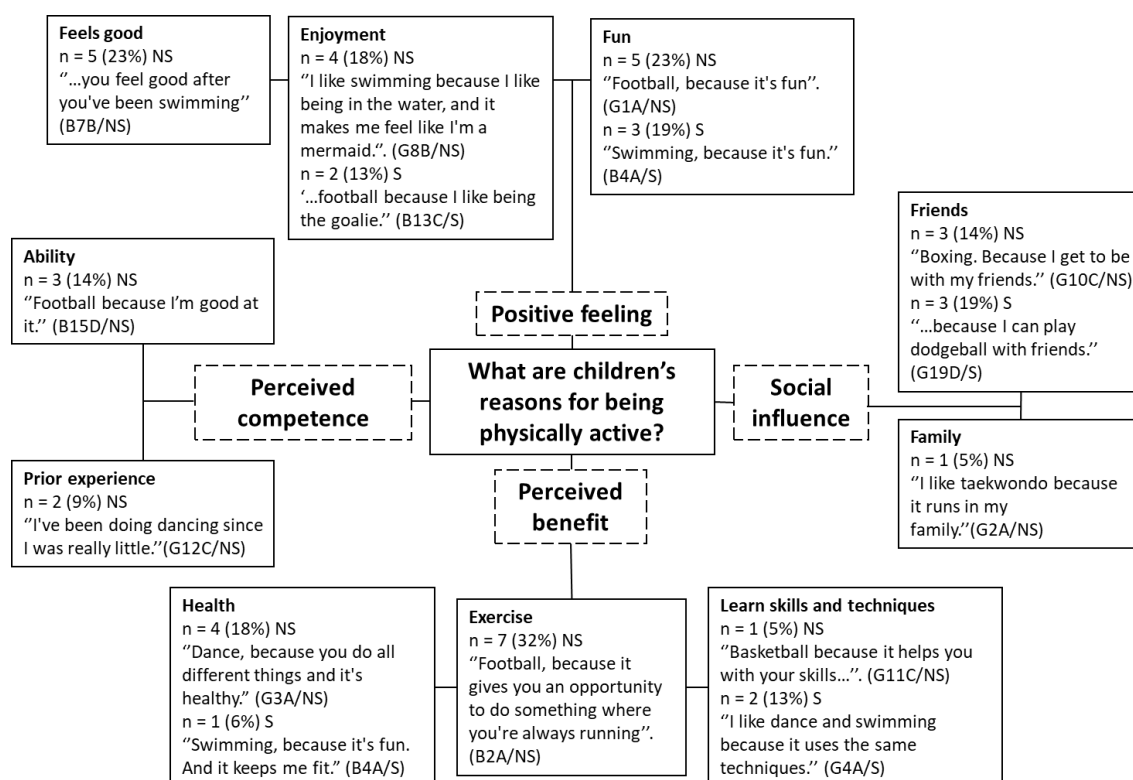 Feels good
n = 5 (23%) NS
‘’...you feel good after
you've been swimming’’
(B7B/NS)
Enjoyment
n = 4 (18%) NS
‘’I like swimming because I like
being in the water, and it
makes me feel like I'm a
mermaid.’’. (G8B/NS)
n = 2 (13%) S
‘...football because I like being
the goalie.’’ (B13C/S)
Fun
n = 5 (23%) NS
‘’Football, because it's fun’’.
(G1A/NS)
n = 3 (19%) S
‘’Swimming, because it's fun.’’
(B4A/S)
Friends
n = 3 (14%) NS
‘’Boxing. Because I get to be
with my friends.’’ (G10C/NS)
n = 3 (19%) S
‘’...because I can play
dodgeball with friends.’’
(G19D/S)
Ability
n = 3 (14%) NS
‘’Football because I’m good at
it.’’ (B15D/NS)
Positive feeling
Perceived
competence
What are children’s
reasons for being
physically active?
Social
influence
Family
n = 1 (5%) NS
‘’I like taekwondo because
it runs in my
family.’’(G2A/NS)
Prior experience
n = 2 (9%) NS
‘’I've been doing dancing since
I was really little.’’(G12C/NS)
Perceived
benefit
Health
n = 4 (18%) NS
‘’Dance, because you do all
different things and it's
healthy.” (G3A/NS)
n = 1 (6%) S
‘’Swimming, because it's fun.
And it keeps me fit.” (B4A/S)
Exercise
n = 7 (32%) NS
‘’Football, because it
gives you an opportunity
to do something where
you're always running’’.
(B2A/NS)
Learn skills and techniques
n = 1 (5%) NS
‘’Basketball because it helps you
with your skills...’’. (G11C/NS)
n = 2 (13%) S
‘’I like dance and swimming
because it uses the same
techniques.’’ (G4A/S)